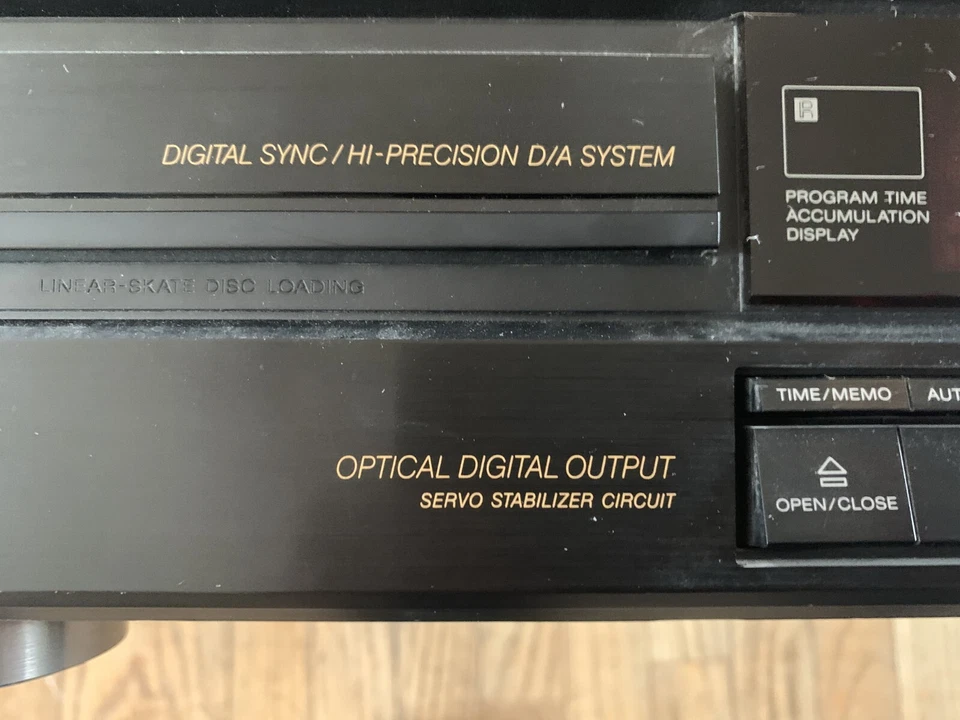 DIGITAL SYNC/HI-PRECISION D/A SYSTEM
R
PROGRAM TIME
ACCUMULATION
DISPLAY
LINEAR-SKATE DISC LOADING
TIME/MEMO
AUT
OPTICAL DIGITAL OUTPUT
SERVO STABILIZER CIRCUIT
OPEN/CLOSE